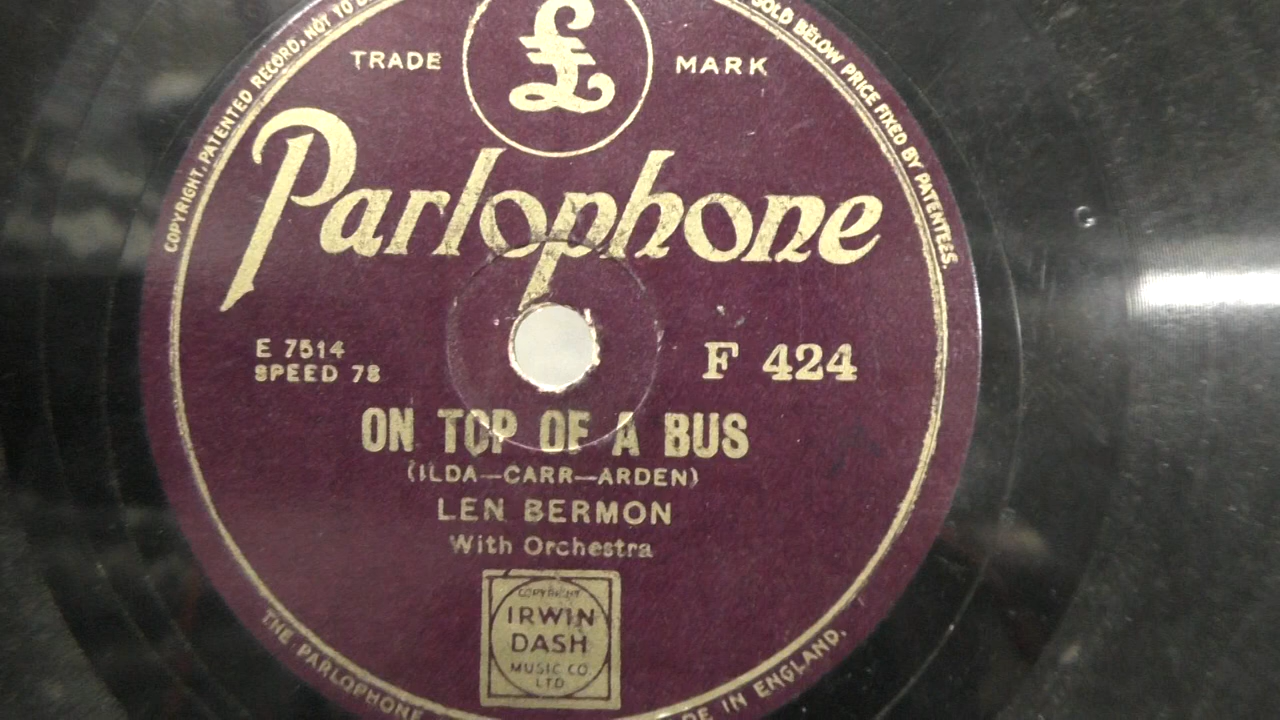 COPYRIGHT, PATENTED RECORD, NOT TO
SOLD BELOW PRICE FIXED BY PATENTEES.
TRADE £ MARK
Parlophone
E 7514
SPEED 78
F 424
ON TOP OF A BUS
(ILDA—CARR—ARDEN)
LEN BERMON
With Orchestra
COPYRIGHT
IRWIN
DASH
MUSIC CO.
LTD
THE PARLOPHONE
DE IN ENGLAND.